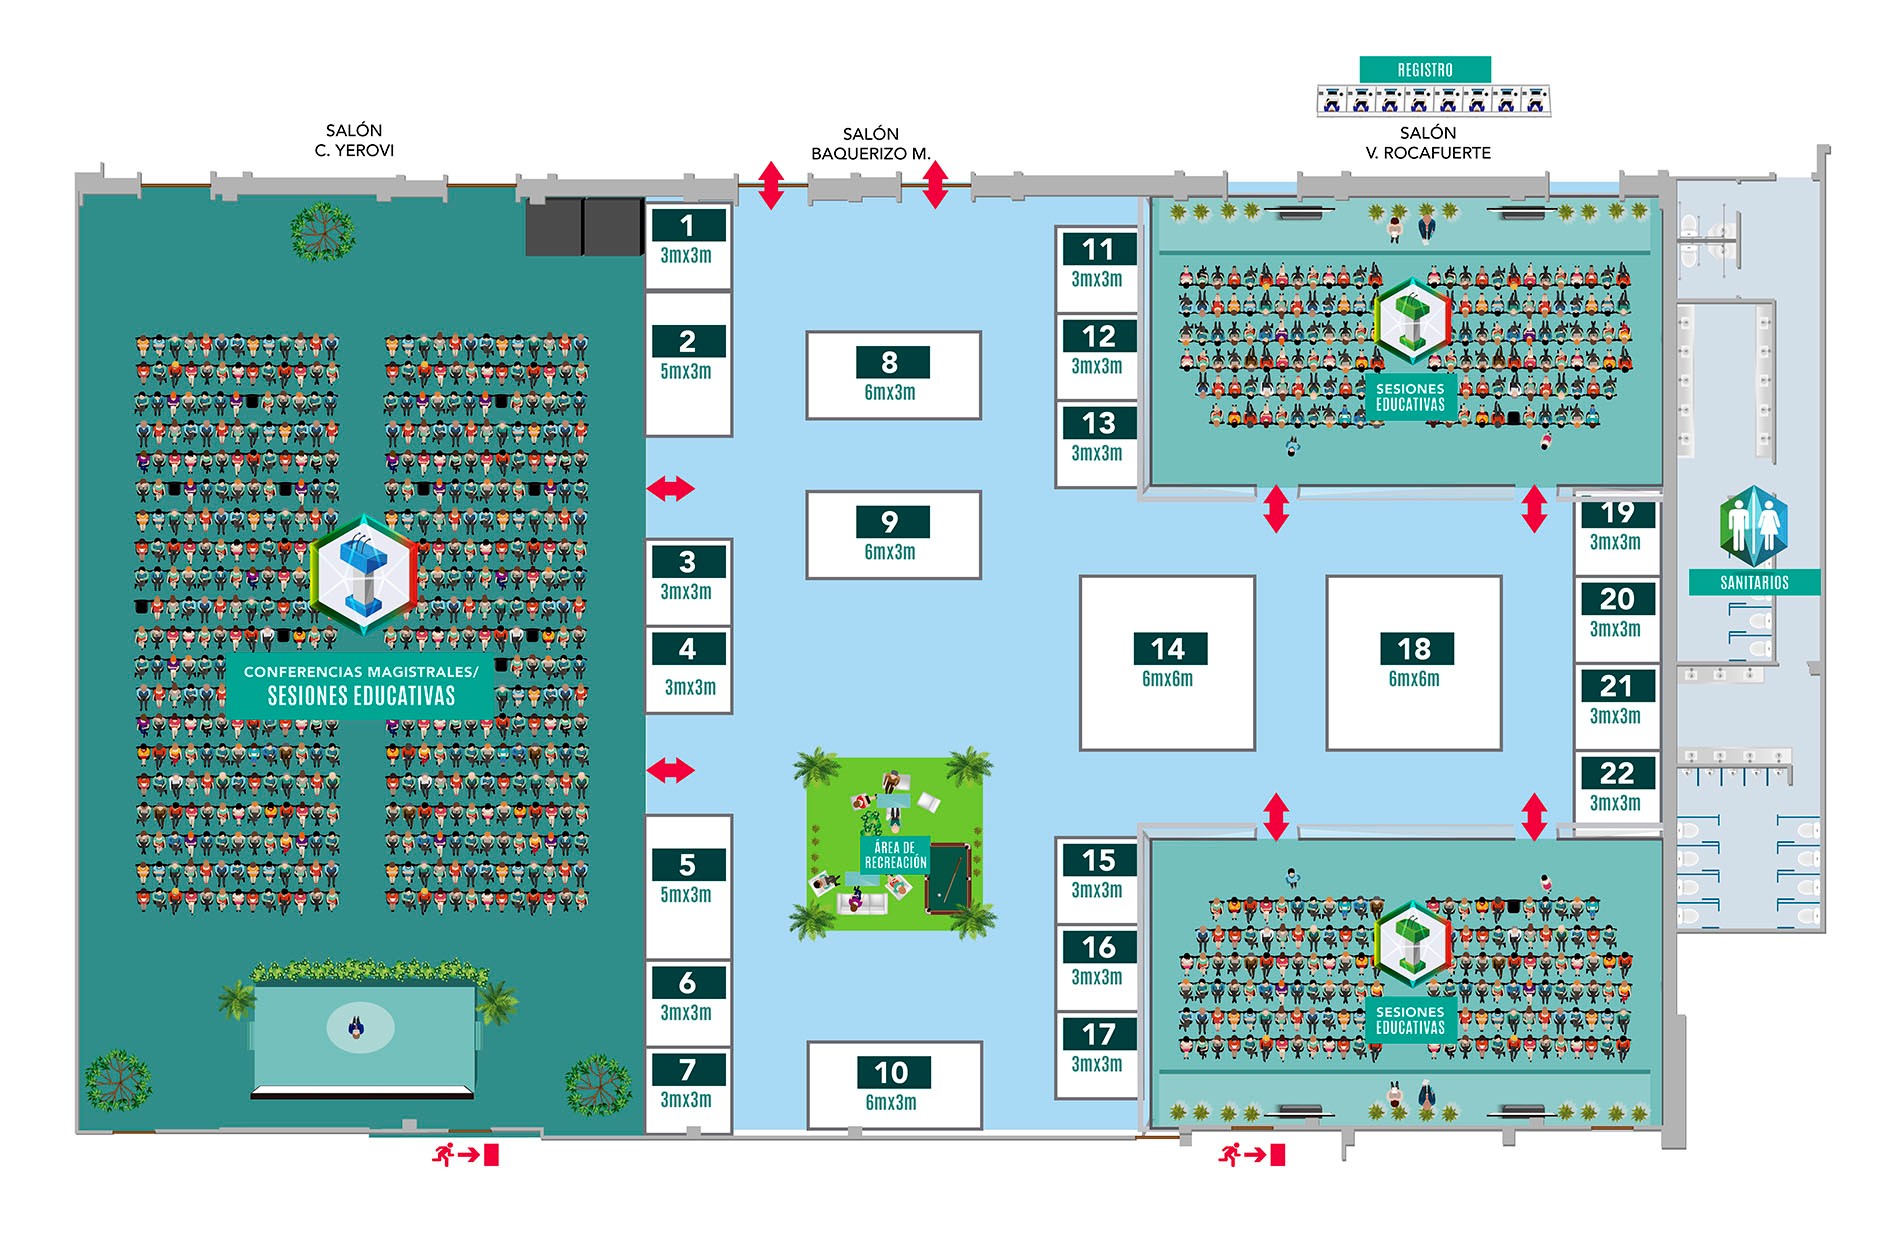 REGISTRO
SALÓN
C. YEROVI
SALÓN
BAQUERIZO M.
SALÓN
V. ROCAFUERTE
1
3mx3m
2
5mx3m
3
3mx3m
4
3mx3m
5
5mx3m
6
3mx3m
7
3mx3m
8
6mx3m
9
6mx3m
10
6mx3m
11
3mx3m
12
3mx3m
13
3mx3m
14
6mx6m
15
3mx3m
16
3mx3m
17
3mx3m
18
6mx6m
19
3mx3m
20
3mx3m
21
3mx3m
22
3mx3m
CONFERENCIAS MAGISTRALES/
SESIONES EDUCATIVAS
ÁREA DE
RECREACIÓN
SESIONES
EDUCATIVAS
SESIONES
EDUCATIVAS
SANITARIOS